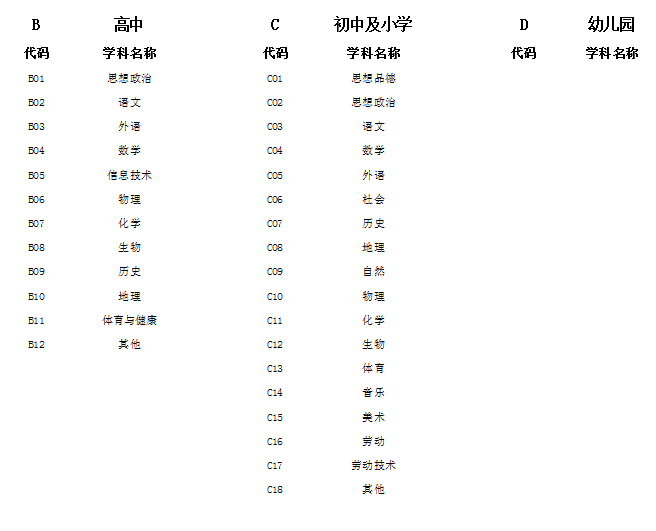 B 高中 C 初中及小学 D 幼儿园
代码 学科名称 代码 学科名称 代码 学科名称
B01 思想政治 C01 思想品德
B02 语文 C02 思想政治
B03 外语 C03 语文
B04 数学 C04 数学
B05 信息技术 C05 外语
B06 物理 C06 社会
B07 化学 C07 历史
B08 生物 C08 地理
B09 历史 C09 自然
B10 地理 C10 物理
B11 体育与健康 C11 化学
B12 其他 C12 生物
C13 体育
C14 音乐
C15 美术
C16 劳动
C17 劳动技术
C18 其他